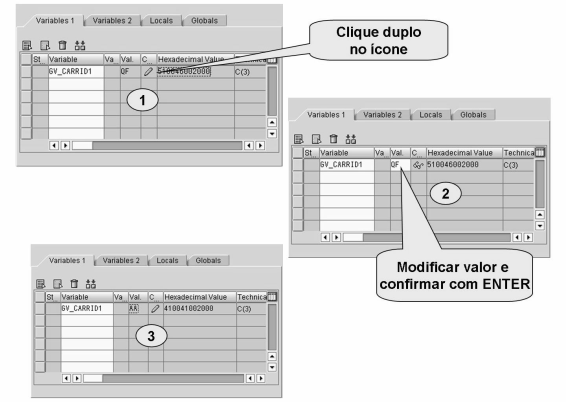 Variables 1 Variables 2 Locals Globals
St.. Variable Va.. Val. C... Hexadecimal Value Technica
GV_CARRID1 QF 510046002000 C(3)
1
Clique duplo
no ícone
Variables 1 Variables 2 Locals Globals
St.. Variable Va.. Val. C... Hexadecimal Value Technica
GV_CARRID1 QF 510046002000 C(3)
2
Modificar valor e
confirmar com ENTER
Variables 1 Variables 2 Locals Globals
St.. Variable Va.. Val. C... Hexadecimal Value Technica
GV_CARRID1 AA 410041002000 C(3)
3